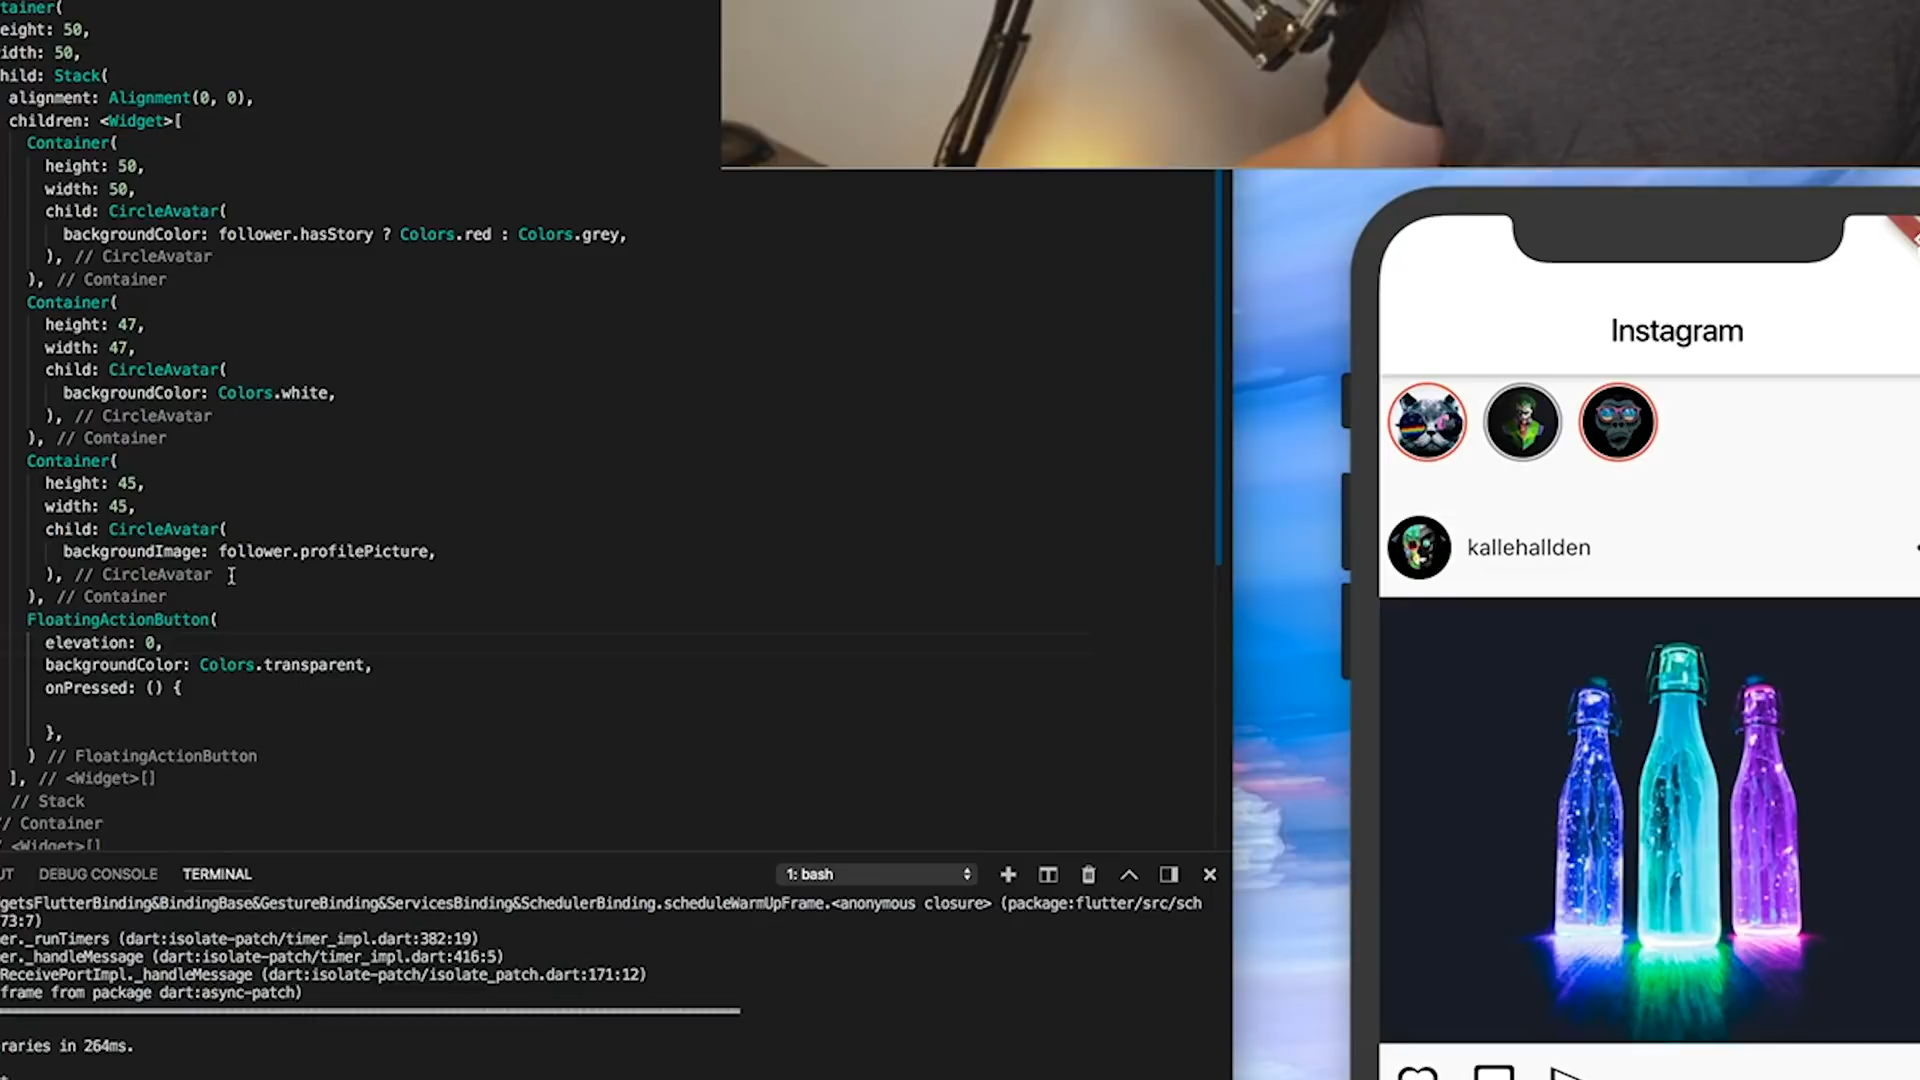 tainer(
eight: 50,
idth: 50,
hild: Stack(
alignment: Alignment(0, 0),
children: <Widget>[
Container(
height: 50,
width: 50,
child: CircleAvatar(
backgroundColor: follower.hasStory ? Colors.red : Colors.grey,
), // CircleAvatar
), // Container
Container(
height: 47,
width: 47,
child: CircleAvatar(
backgroundColor: Colors.white,
), // CircleAvatar
), // Container
Container(
height: 45,
width: 45,
child: CircleAvatar(
backgroundImage: follower.profilePicture,
), // CircleAvatar
), // Container
FloatingActionButton(
elevation: 0,
backgroundColor: Colors.transparent,
onPressed: () {
},
) // FloatingActionButton
], // <Widget>[]
// Stack
/ Container
<Widget>[]
UT DEBUG CONSOLE TERMINAL 1: bash
getsFlutterBinding&BindingBase&GestureBinding&ServicesBinding&SchedulerBinding.scheduleWarmUpFrame.<anonymous closure> (package:flutter/src/sch
73:7)
er._runTimers (dart:isolate-patch/timer_impl.dart:382:19)
er._handleMessage (dart:isolate-patch/timer_impl.dart:416:5)
ReceivePortImpl._handleMessage (dart:isolate-patch/isolate_patch.dart:171:12)
frame from package dart:async-patch)
raries in 264ms.
Instagram
kallehallden